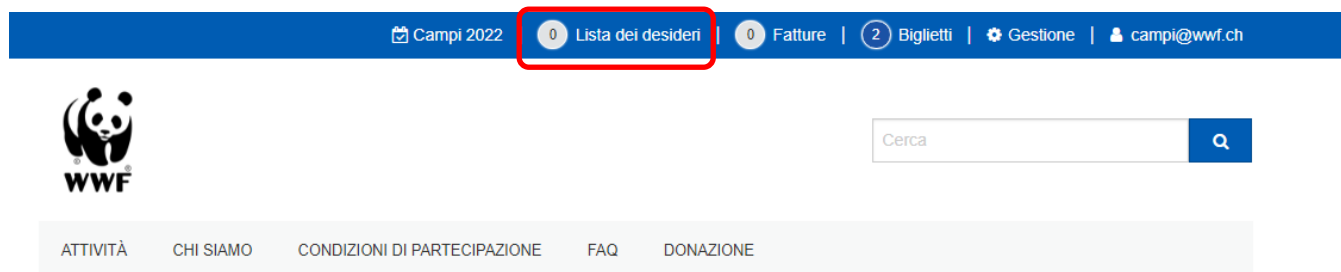 Campi 2022 0 Lista dei desideri | 0 Fatture | 2 Biglietti | Gestione | campi@wwf.ch
Cerca
WWF
ATTIVITÀ CHI SIAMO CONDIZIONI DI PARTECIPAZIONE FAQ DONAZIONE